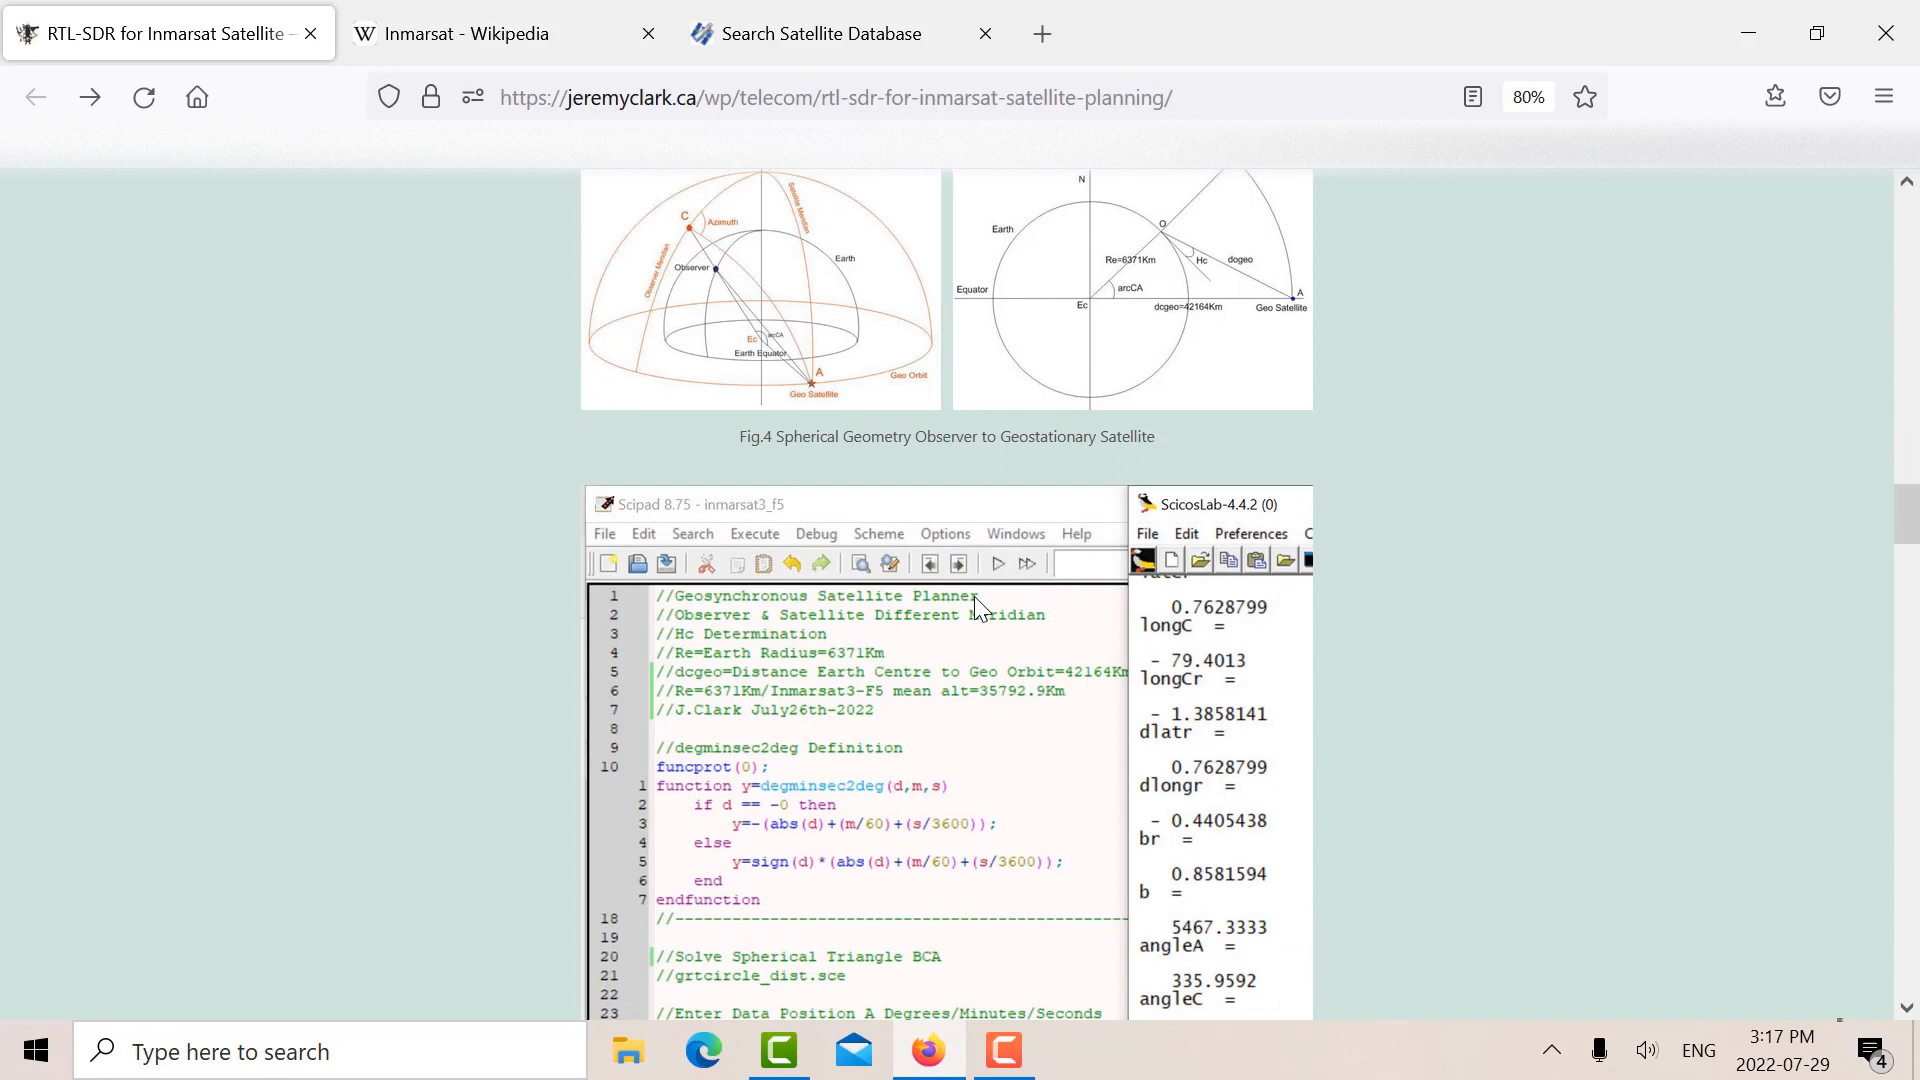 RTL-SDR for Inmarsat Satellite –
Inmarsat - Wikipedia
Search Satellite Database
https://jeremyclark.ca/wp/telecom/rtl-sdr-for-inmarsat-satellite-planning/
80%
C
Azimuth
Satellite Meridian
Observer Meridian
Observer
Earth
Ec
arcCA
Earth Equator
A
Geo Orbit
Geo Satellite
N
Earth
O
Re=6371Km
Hc
dogeo
Equator
arcCA
A
Ec
dcgeo=42164Km
Geo Satellite
Fig.4 Spherical Geometry Observer to Geostationary Satellite
Scipad 8.75 - inmarsat3_f5
File Edit Search Execute Debug Scheme Options Windows Help
1 //Geosynchronous Satellite Planner
2 //Observer & Satellite Different Meridian
3 //Hc Determination
4 //Re=Earth Radius=6371Km
5 //dcgeo=Distance Earth Centre to Geo Orbit=42164Km
6 //Re=6371Km/Inmarsat3-F5 mean alt=35792.9Km
7 //J.Clark July26th-2022
8
9 //degminsec2deg Definition
10 funcprot(0);
1 function y=degminsec2deg(d,m,s)
2 if d == -0 then
3 y=-(abs(d)+(m/60)+(s/3600));
4 else
5 y=sign(d)*(abs(d)+(m/60)+(s/3600));
6 end
7 endfunction
18 //------------------------------------------------
19
20 //Solve Spherical Triangle BCA
21 //grtcircle_dist.sce
22
23 //Enter Data Position A Degrees/Minutes/Seconds
ScicosLab-4.4.2 (0)
File Edit Preferences C
0.7628799
longC =
- 79.4013
longCr =
- 1.3858141
dlatr =
0.7628799
dlongr =
- 0.4405438
br =
0.8581594
b =
5467.3333
angleA =
335.9592
angleC =
Type here to search
ENG
3:17 PM
2022-07-29
4